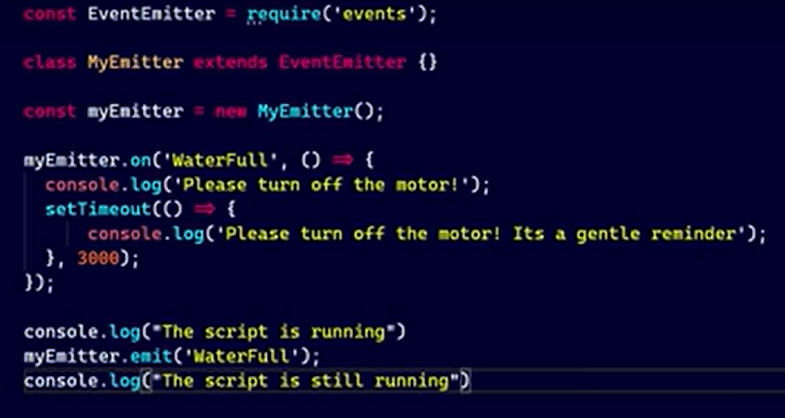 const EventEmitter = require('events');
class MyEmitter extends EventEmitter {}
const myEmitter = new MyEmitter();
myEmitter.on('WaterFull', () => {
console.log('Please turn off the motor!');
setTimeout(() => {
console.log('Please turn off the motor! Its a gentle reminder');
}, 3000);
});
console.log("The script is running")
myEmitter.emit('WaterFull');
console.log("The script is still running")